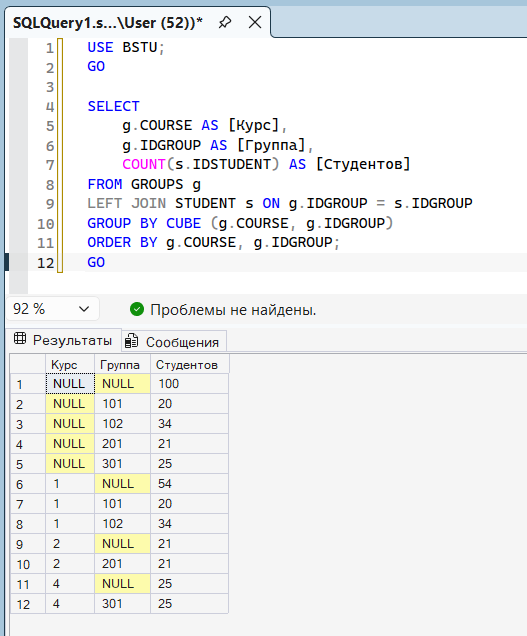 SQLQuery1.s...\User (52))*
1 USE BSTU;
2 GO
3
4 SELECT
5 g.COURSE AS [Курс],
6 g.IDGROUP AS [Группа],
7 COUNT(s.IDSTUDENT) AS [Студентов]
8 FROM GROUPS g
9 LEFT JOIN STUDENT s ON g.IDGROUP = s.IDGROUP
10 GROUP BY CUBE (g.COURSE, g.IDGROUP)
11 ORDER BY g.COURSE, g.IDGROUP;
12 GO
92 % Проблемы не найдены.
Результаты Сообщения
Курс Группа Студентов
1 NULL NULL 100
2 NULL 101 20
3 NULL 102 34
4 NULL 201 21
5 NULL 301 25
6 1 NULL 54
7 1 101 20
8 1 102 34
9 2 NULL 21
10 2 201 21
11 4 NULL 25
12 4 301 25